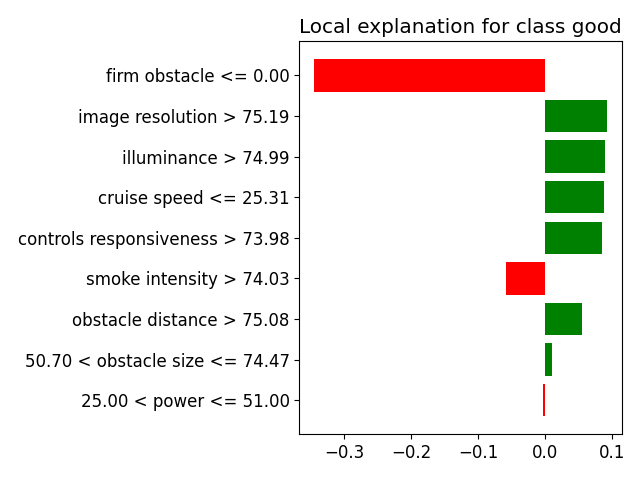 Local explanation for class good
firm obstacle <= 0.00
image resolution > 75.19
illuminance > 74.99
cruise speed <= 25.31
controls responsiveness > 73.98
smoke intensity > 74.03
obstacle distance > 75.08
50.70 < obstacle size <= 74.47
25.00 < power <= 51.00
−0.3 −0.2 −0.1 0.0 0.1